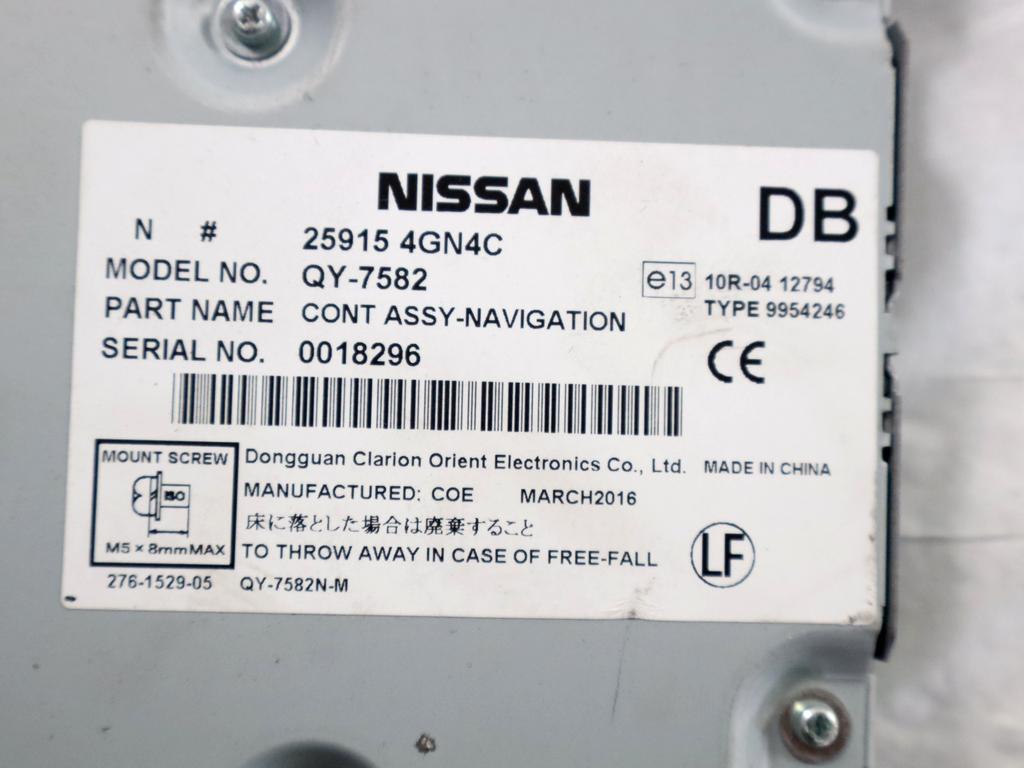 NISSAN
DB
N #
25915 4GN4C
MODEL NO. QY-7582
e13 10R-04 12794
TYPE 9954246
PART NAME CONT ASSY-NAVIGATION
SERIAL NO. 0018296
CE
MOUNT SCREW
ISO
M5 × 8mm MAX
Dongguan Clarion Orient Electronics Co., Ltd. MADE IN CHINA
MANUFACTURED: COE MARCH2016
床に落とした場合は廃棄すること
TO THROW AWAY IN CASE OF FREE-FALL
LF
276-1529-05 QY-7582N-M